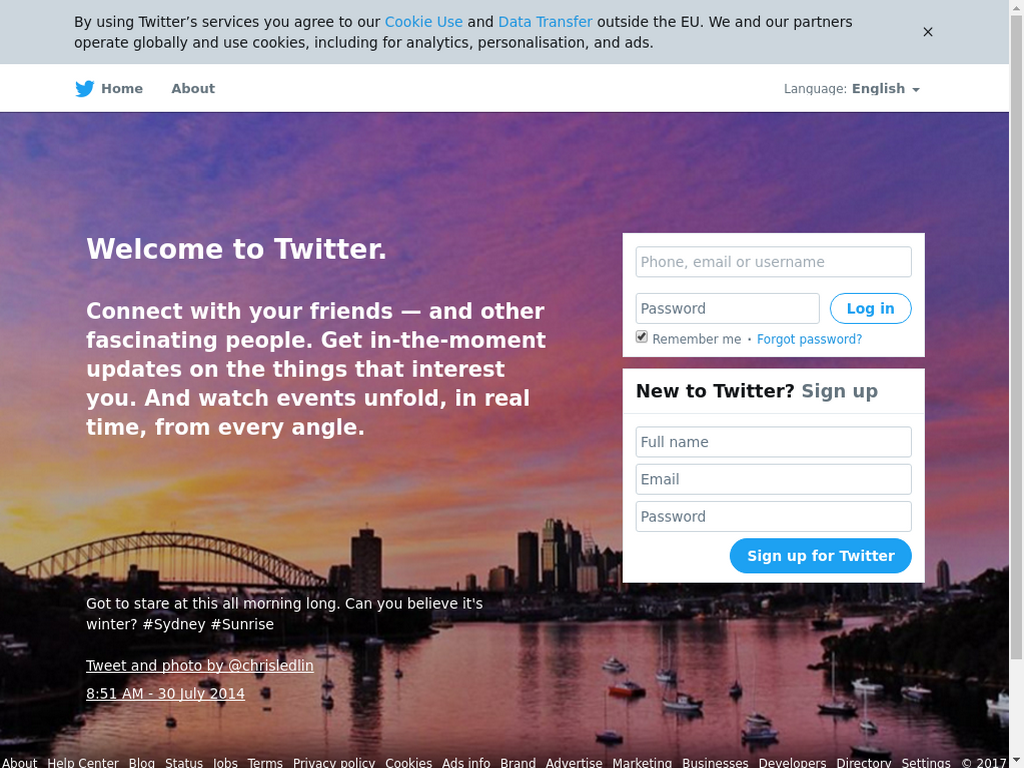 By using Twitter’s services you agree to our Cookie Use and Data Transfer outside the EU. We and our partners
operate globally and use cookies, including for analytics, personalisation, and ads.
Home About Language: English
Welcome to Twitter.
Connect with your friends — and other
fascinating people. Get in-the-moment
updates on the things that interest
you. And watch events unfold, in real
time, from every angle.
Phone, email or username
Password Log in
Remember me · Forgot password?
New to Twitter? Sign up
Full name
Email
Password
Sign up for Twitter
Got to stare at this all morning long. Can you believe it's
winter? #Sydney #Sunrise
Tweet and photo by @chrisledlin
8:51 AM - 30 July 2014
About Help Center Blog Status Jobs Terms Privacy policy Cookies Ads info Brand Advertise Marketing Businesses Developers Directory Settings © 2017